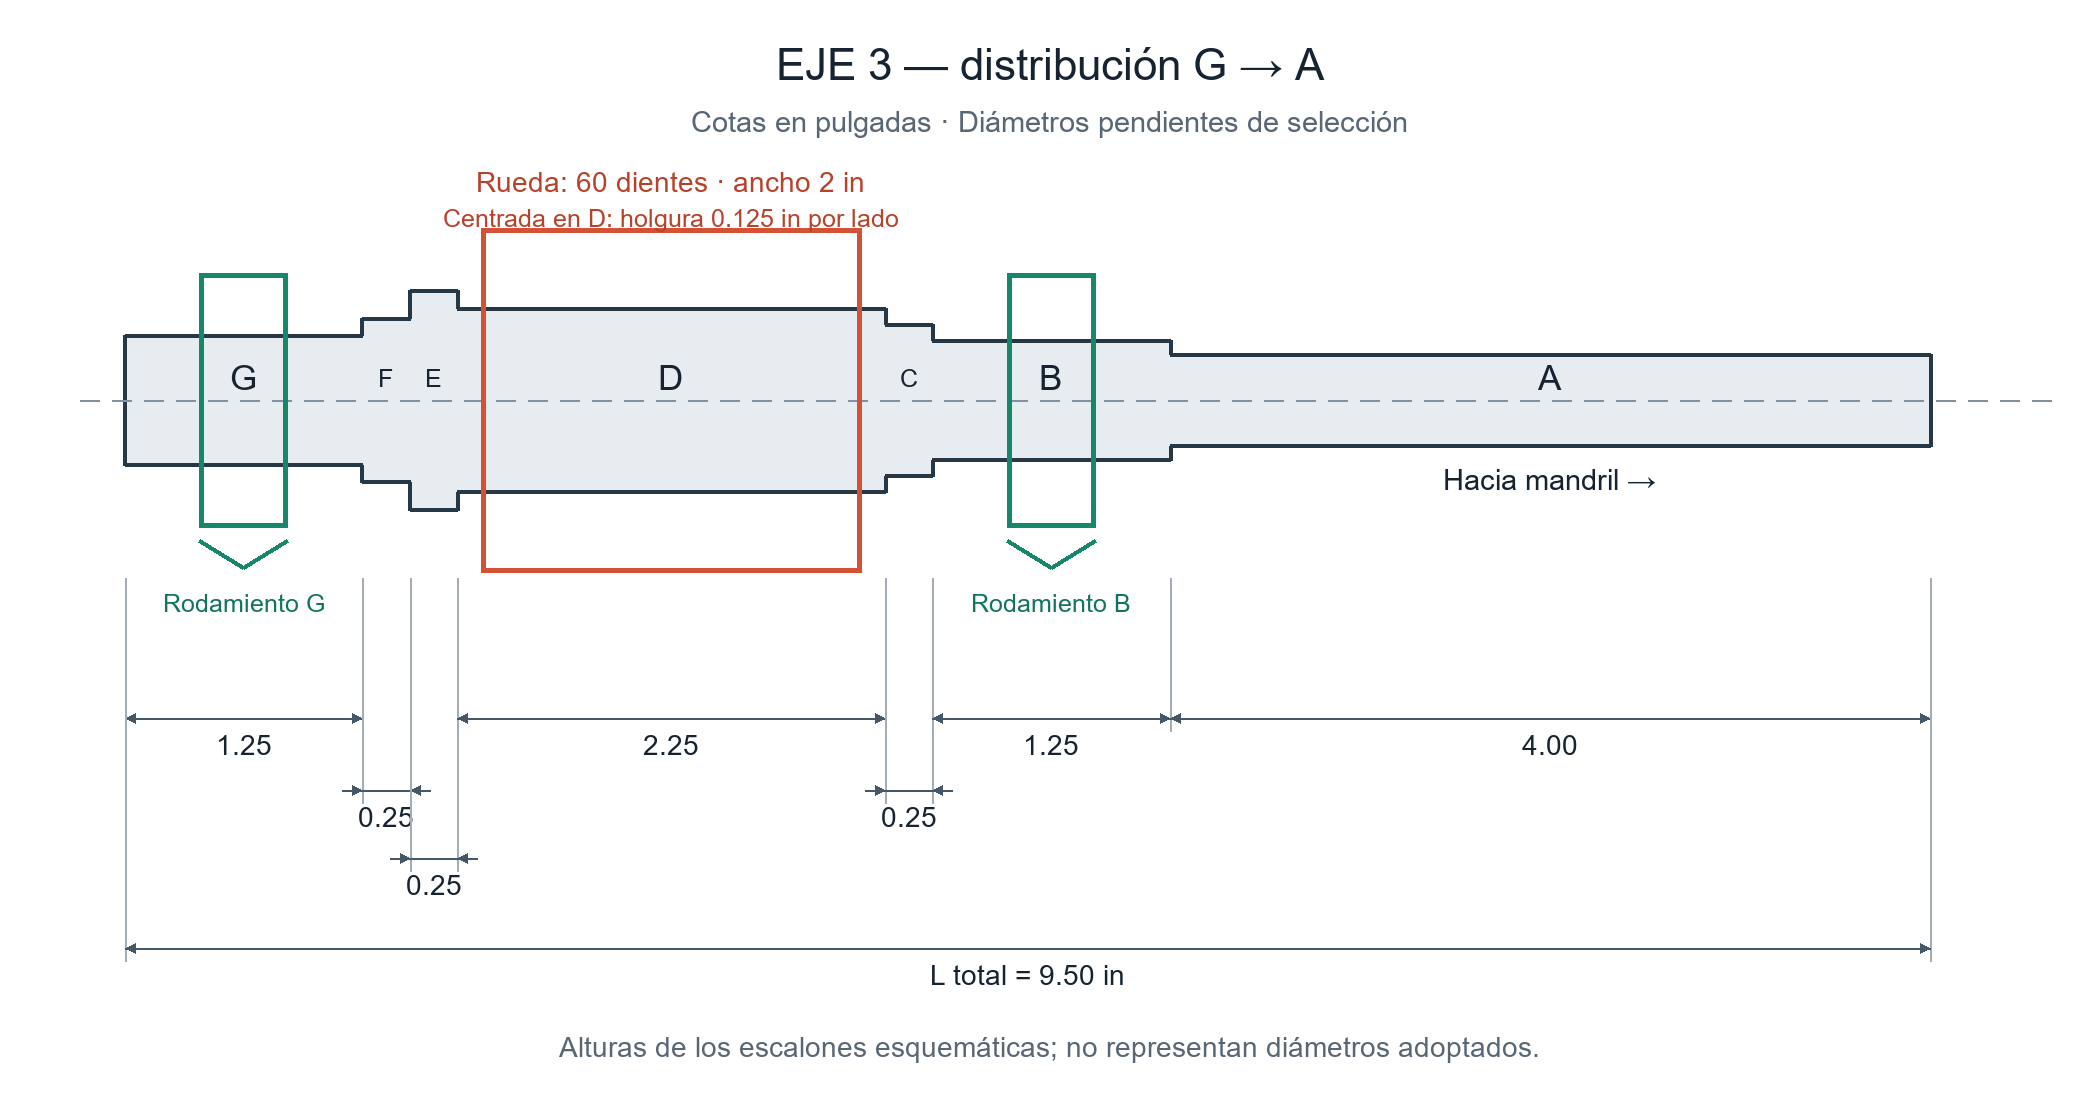 EJE 3 — distribución G → A
Cotas en pulgadas · Diámetros pendientes de selección
Rueda: 60 dientes · ancho 2 in
Centrada en D: holgura 0.125 in por lado
G F E D C B A
Hacia mandril →
Rodamiento G Rodamiento B
1.25 2.25 1.25 4.00
0.25 0.25
0.25
L total = 9.50 in
Alturas de los escalones esquemáticas; no representan diámetros adoptados.